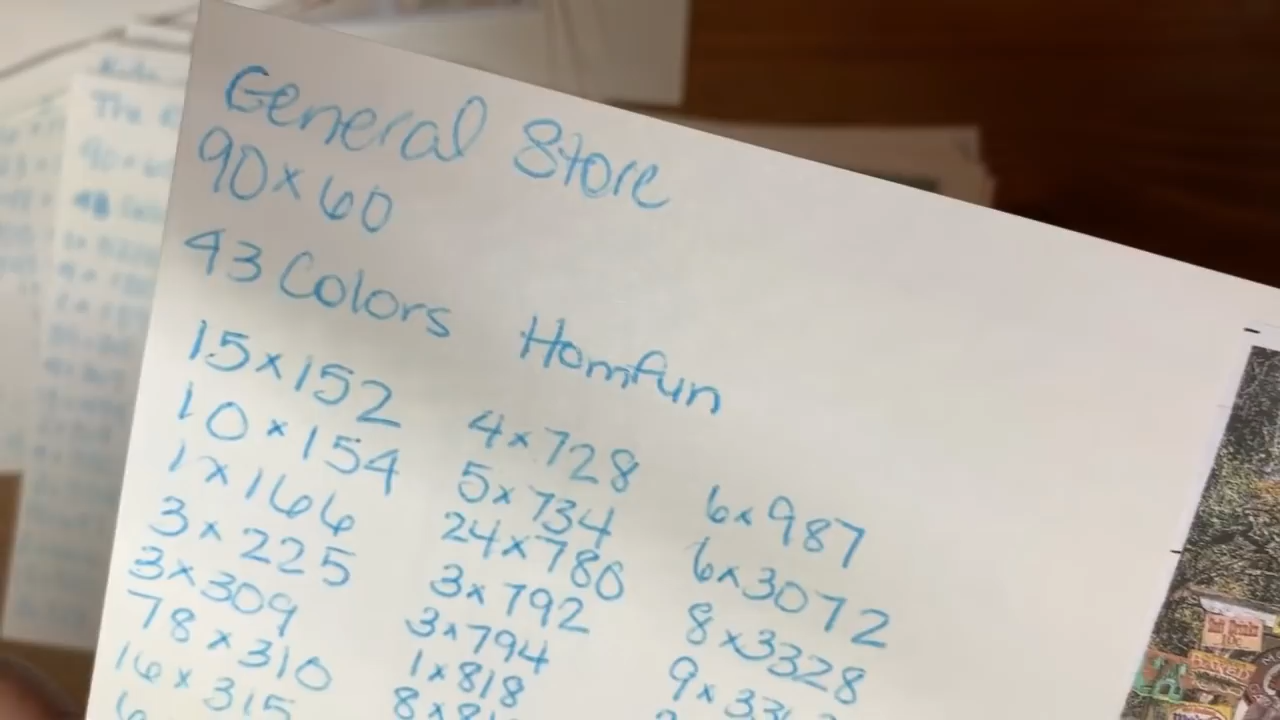 General Store
90x60
43 Colors Homfun
15x152
10x154
1x166
3x225
3x309
78x310
16x315
4x728
5x734
24x780
3x792
3x794
1x818
6x987
6x3072
8x3328